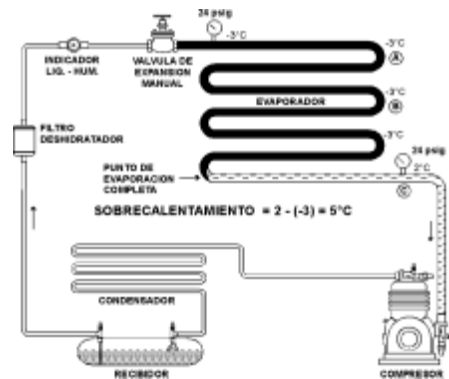 24 psig
-3°C
-3°C
A
INDICADOR
LIQ. - HUM.
VALVULA DE
EXPANSION
MANUAL
-3°C
B
EVAPORADOR
FILTRO
DESHIDRATADOR
-3°C
24 psig
PUNTO DE
EVAPORACION
COMPLETA
2°C
C
SOBRECALENTAMIENTO = 2 - (-3) = 5°C
CONDENSADOR
RECIBIDOR
COMPRESOR